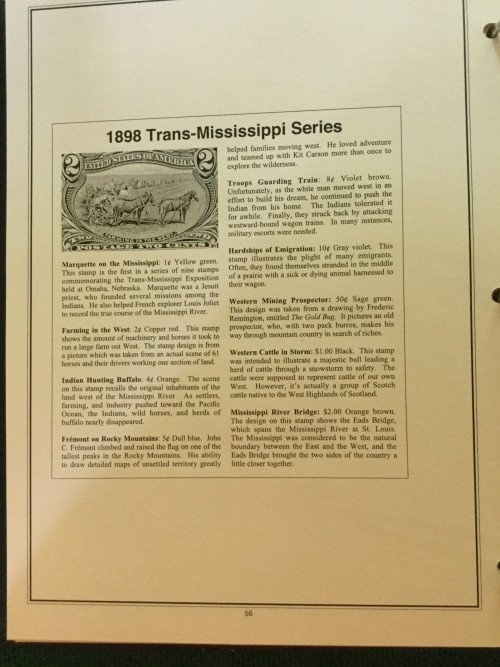 1898 Trans-Mississippi Series
2 UNITED STATES OF AMERICA 2
FARMING IN THE WEST
POSTAGE TWO CENTS
Marquette on the Mississippi: 1¢ Yellow green.
This stamp is the first in a series of nine stamps
commemorating the Trans-Mississippi Exposition
held at Omaha, Nebraska. Marquette was a Jesuit
priest, who founded several missions among the
Indians. He also helped French explorer Louis Joliet
to record the true course of the Mississippi River.
Farming in the West: 2¢ Copper red. This stamp
shows the amount of machinery and horses it took to
run a large farm out West. The stamp design is from
a picture which was taken from an actual scene of 61
horses and their drivers working one section of land.
Indian Hunting Buffalo: 4¢ Orange. The scene
on this stamp recalls the original inhabitants of the
land west of the Mississippi River. As settlers,
farming, and industry pushed toward the Pacific
Ocean, the Indians, wild horses, and herds of
buffalo nearly disappeared.
Frémont on Rocky Mountains: 5¢ Dull blue. John
C. Frémont climbed and raised the flag on one of the
tallest peaks in the Rocky Mountains. His ability
to draw detailed maps of unsettled territory greatly
helped families moving west. He loved adventure
and teamed up with Kit Carson more than once to
explore the wilderness.
Troops Guarding Train: 8¢ Violet brown.
Unfortunately, as the white man moved west in an
effort to build his dream, he continued to push the
Indian from his home. The Indians tolerated it
for awhile. Finally, they struck back by attacking
westward-bound wagon trains. In many instances,
military escorts were needed.
Hardships of Emigration: 10¢ Gray violet. This
stamp illustrates the plight of many emigrants.
Often, they found themselves stranded in the middle
of a prairie with a sick or dying animal harnessed to
their wagon.
Western Mining Prospector: 50¢ Sage green.
This design was taken from a drawing by Frederic
Remington, entitled The Gold Bug. It pictures an old
prospector, who, with two pack burros, makes his
way through mountain country in search of riches.
Western Cattle in Storm: $1.00 Black. This stamp
was intended to illustrate a majestic bull leading a
herd of cattle through a snowstorm to safety. The
cattle were supposed to represent cattle of our own
West. However, it's actually a group of Scotch
cattle native to the West Highlands of Scotland.
Mississippi River Bridge: $2.00 Orange brown.
The design on this stamp shows the Eads Bridge,
which spans the Mississippi River at St. Louis.
The Mississippi was considered to be the natural
boundary between the East and the West, and the
Eads Bridge brought the two sides of the country a
little closer together.
56